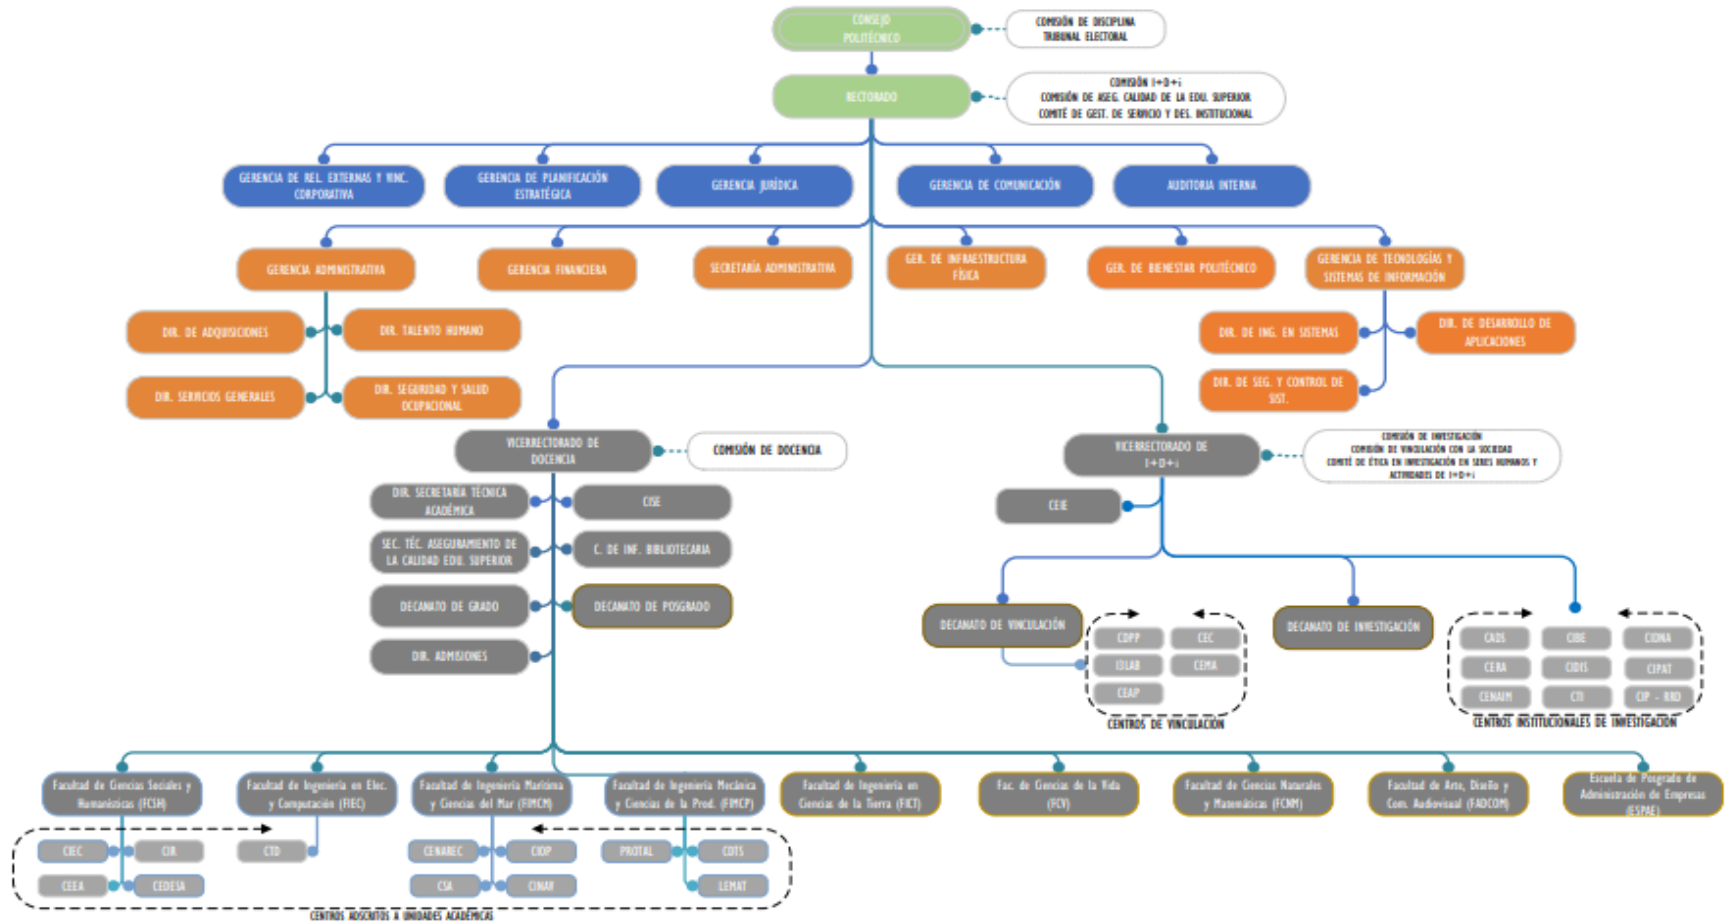 CONSEJO
POLITÉCNICO
COMISIÓN DE DISCIPLINA
TRIBUNAL ELECTORAL
RECTORADO
COMISIÓN I+D+i
COMISIÓN DE ASEG. CALIDAD DE LA EDU. SUPERIOR
COMITÉ DE GEST. DE SERVICIO Y DES. INSTITUCIONAL
GERENCIA DE REL. EXTERNAS Y VINC.
CORPORATIVA
GERENCIA DE PLANIFICACIÓN
ESTRATÉGICA
GERENCIA JURÍDICA
GERENCIA DE COMUNICACIÓN
AUDITORIA INTERNA
GERENCIA ADMINISTRATIVA
GERENCIA FINANCIERA
SECRETARÍA ADMINISTRATIVA
GER. DE INFRAESTRUCTURA
FÍSICA
GER. DE BIENESTAR POLITÉCNICO
GERENCIA DE TECNOLOGÍAS Y
SISTEMAS DE INFORMACIÓN
DIR. DE ADQUISICIONES
DIR. TALENTO HUMANO
DIR. DE ING. EN SISTEMAS
DIR. DE DESARROLLO DE
APLICACIONES
DIR. SERVICIOS GENERALES
DIR. SEGURIDAD Y SALUD
OCUPACIONAL
DIR. DE SEG. Y CONTROL DE
SIST.
VICERRECTORADO DE
DOCENCIA
COMISIÓN DE DOCENCIA
VICERRECTORADO DE
I+D+i
COMISIÓN DE INVESTIGACIÓN
COMISIÓN DE VINCULACIÓN CON LA SOCIEDAD
COMITÉ DE ÉTICA EN INVESTIGACIÓN EN SERES HUMANOS Y
ACTIVIDADES DE I+D+i
DIR. SECRETARÍA TÉCNICA
ACADÉMICA
CISE
CEIE
SEC. TÉC. ASEGURAMIENTO DE
LA CALIDAD EDU. SUPERIOR
C. DE INF. BIBLIOTECARIA
DECANATO DE GRADO
DECANATO DE POSGRADO
DIR. ADMISIONES
DECANATO DE VINCULACIÓN
CDPP
CEC
I3LAB
CEMA
CEAP
CENTROS DE VINCULACIÓN
DECANATO DE INVESTIGACIÓN
CADS
CIBE
CIDNA
CERA
CIDIS
CIPAT
CENAIM
CTI
CIP - RRD
CENTROS INSTITUCIONALES DE INVESTIGACIÓN
Facultad de Ciencias Sociales y
Humanísticas (FCSH)
Facultad de Ingeniería en Elec.
y Computación (FIEC)
Facultad de Ingeniería Marítima
y Ciencias del Mar (FIMCM)
Facultad de Ingeniería Mecánica
y Ciencias de la Prod. (FIMCP)
Facultad de Ingeniería en
Ciencias de la Tierra (FICT)
Fac. de Ciencias de la Vida
(FCV)
Facultad de Ciencias Naturales
y Matemáticas (FCNM)
Facultad de Arte, Diseño y
Com. Audiovisual (FADCOM)
Escuela de Posgrado de
Administración de Empresas
(ESPAE)
CIEC
CIR
CTD
CENAREC
CIOP
PROTAL
CDTS
CEEA
CEDESA
CSA
CINAV
LEMAT
CENTROS ADSCRITOS A UNIDADES ACADÉMICAS